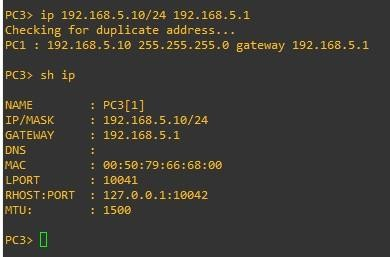 PC3> ip 192.168.5.10/24 192.168.5.1
Checking for duplicate address...
PC1 : 192.168.5.10 255.255.255.0 gateway 192.168.5.1
PC3> sh ip
NAME        : PC3[1]
IP/MASK     : 192.168.5.10/24
GATEWAY     : 192.168.5.1
DNS         :
MAC         : 00:50:79:66:68:00
LPORT       : 10041
RHOST:PORT  : 127.0.0.1:10042
MTU:        : 1500
PC3>